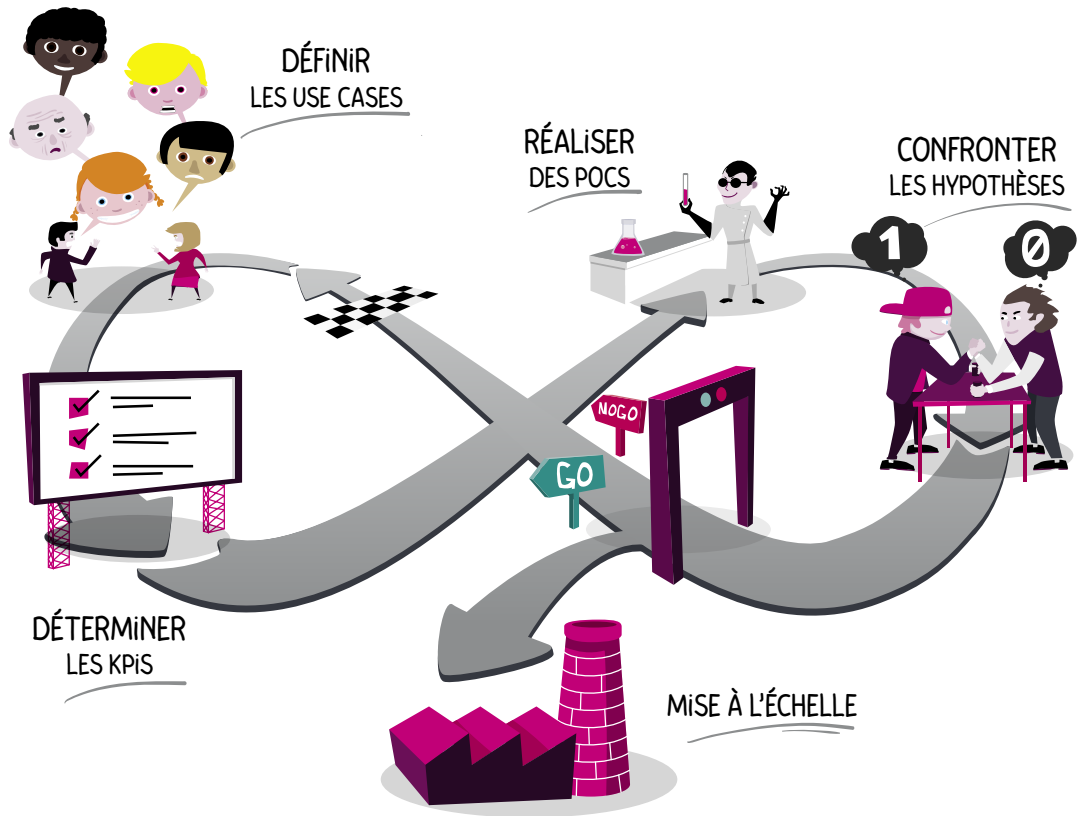 DÉFiNiR
LES USE CASES
RÉALiSER
DES POCS
CONFRONTER
LES HYPOTHÈSES
1
0
NOGO
GO
DÉTERMiNER
LES KPiS
MiSE À L'ÉCHELLE